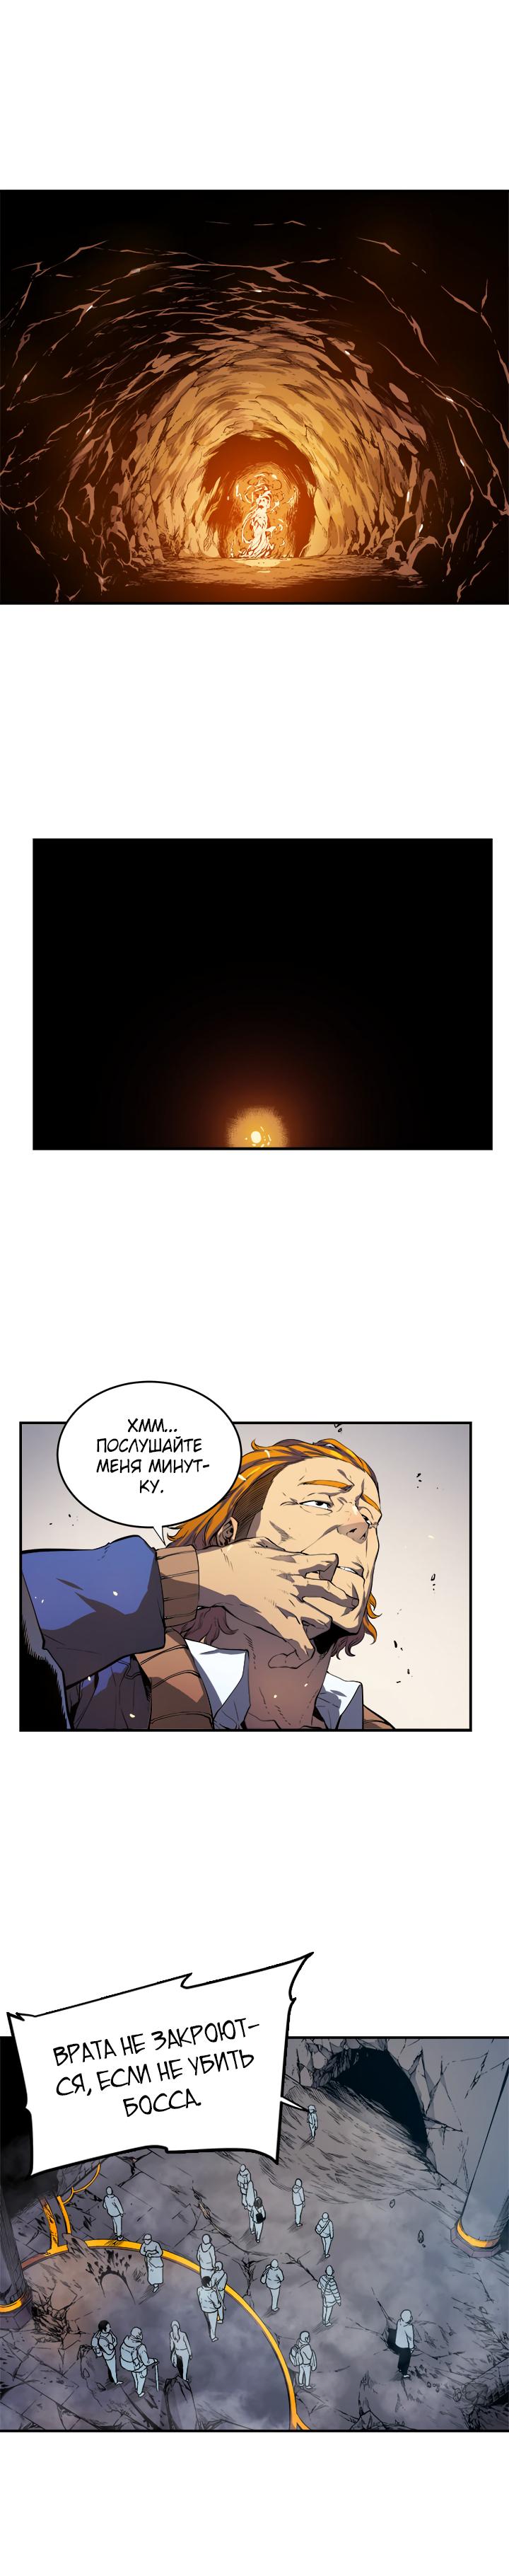 ХММ...
ПОСЛУШАЙТЕ
МЕНЯ МИНУТ-
КУ.
ВРАТА НЕ ЗАКРОЮТ-
СЯ, ЕСЛИ НЕ УБИТЬ
БОССА.